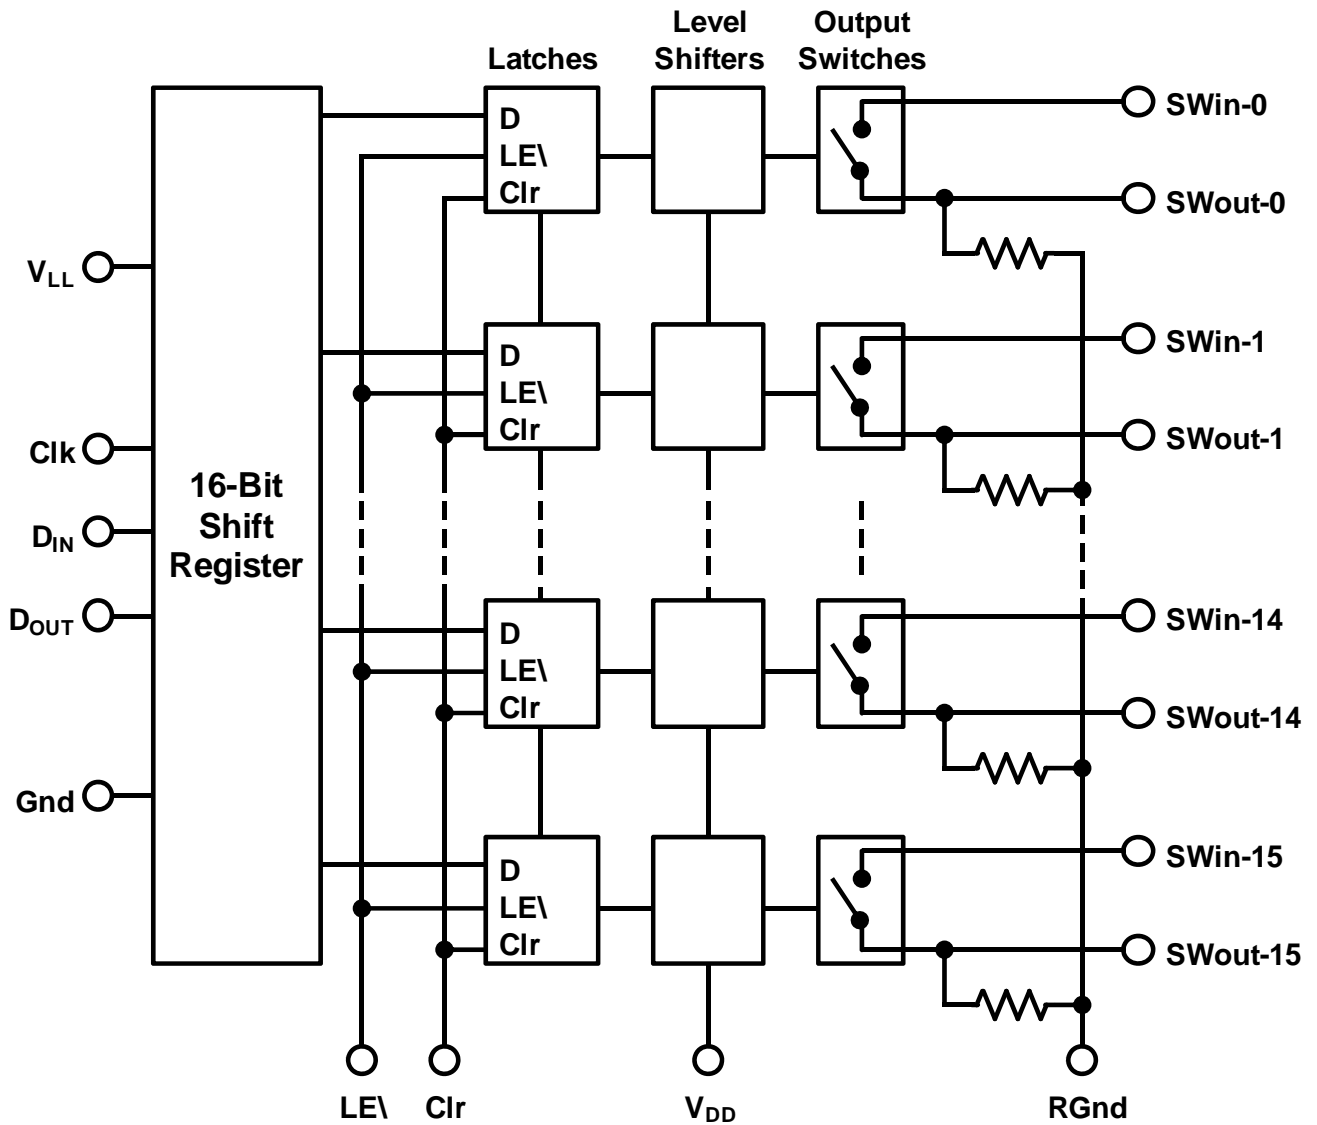 Latches
Level
Shifters
Output
Switches
16-Bit
Shift
Register
VLL
Clk
DIN
DOUT
Gnd
D
LE\
Clr
SWin-0
SWout-0
D
LE\
Clr
SWin-1
SWout-1
D
LE\
Clr
SWin-14
SWout-14
D
LE\
Clr
SWin-15
SWout-15
LE\
Clr
VDD
RGnd